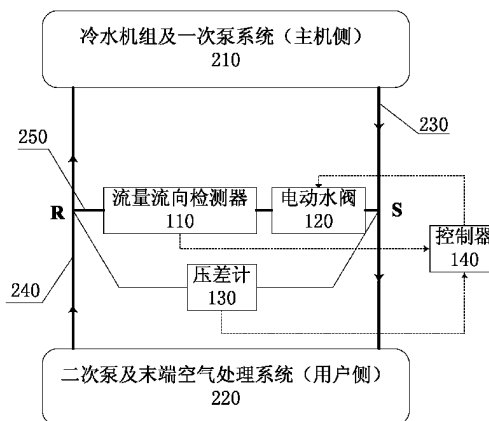 冷水机组及一次泵系统（主机侧）
210
230
250
流量流向检测器
110
电动水阀
120
R
S
控制器
140
压差计
130
240
二次泵及末端空气处理系统（用户侧）
220